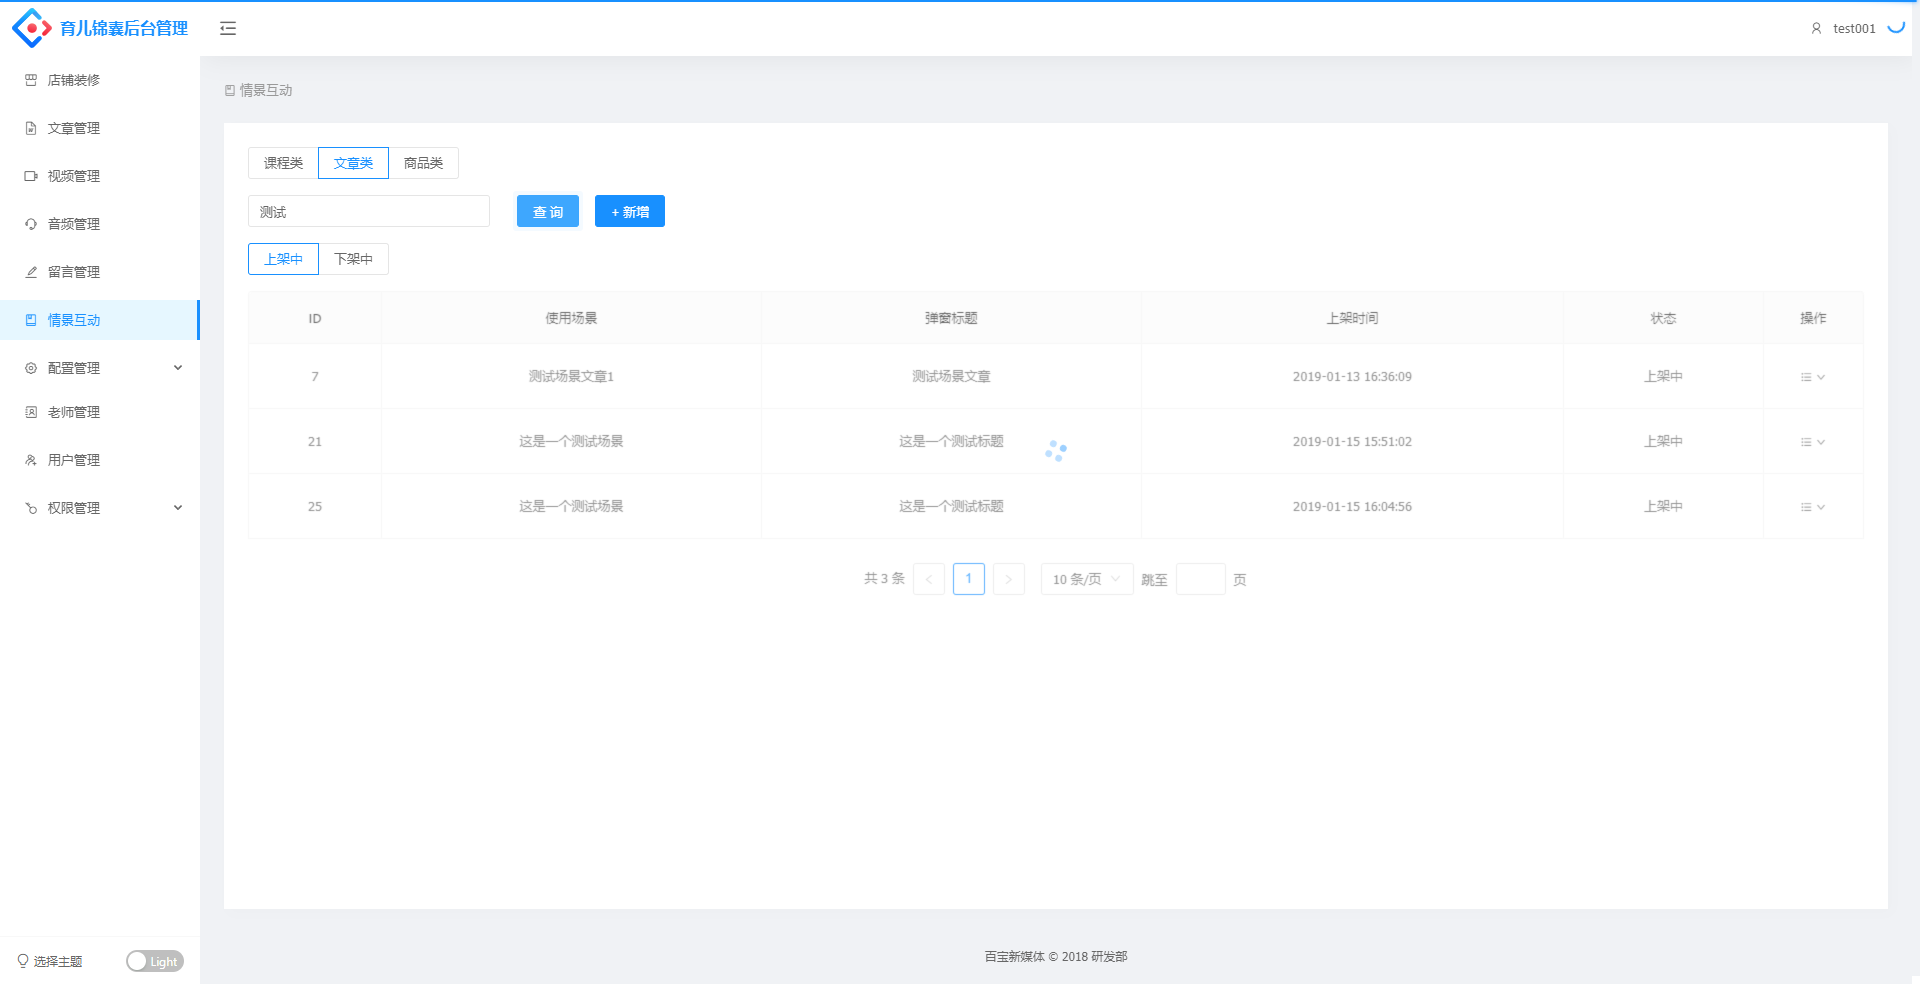 育儿锦囊后台管理
test001
店铺装修
文章管理
视频管理
音频管理
留言管理
情景互动
配置管理
老师管理
用户管理
权限管理
选择主题 Light
情景互动
课程类 文章类 商品类
测试 查询 + 新增
上架中 下架中
ID 使用场景 弹窗标题 上架时间 状态 操作
7 测试场景文章1 测试场景文章 2019-01-13 16:36:09 上架中
21 这是一个测试场景 这是一个测试标题 2019-01-15 15:51:02 上架中
25 这是一个测试场景 这是一个测试标题 2019-01-15 16:04:56 上架中
共 3 条 < 1 > 10 条/页 跳至 页
百宝新媒体 © 2018 研发部